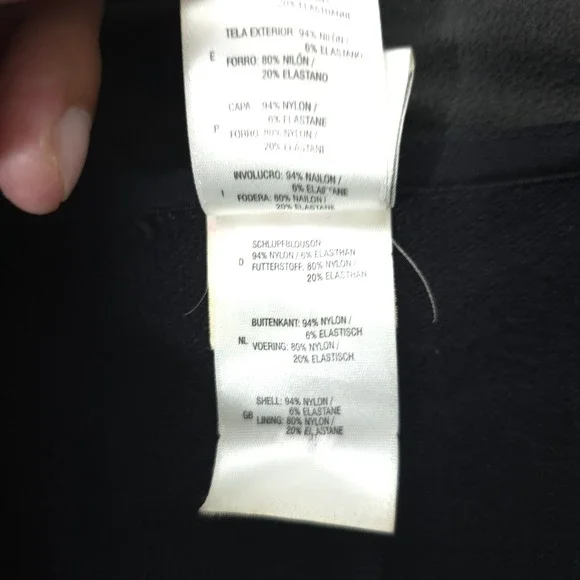 20% ELASTHANNE
TELA EXTERIOR: 94% NILÓN /
6% ELASTANO
E FORRO: 80% NILÓN /
20% ELASTANO
CAPA: 94% NYLON /
6% ELASTANE
P FORRO: 80% NYLON /
20% ELASTANE
INVOLUCRO: 94% NAILON /
6% ELASTANE
I FODERA: 80% NAILON /
20% ELASTANE
SCHLUPFBLOUSON
94% NYLON / 6% ELASTHAN
D FUTTERSTOFF: 80% NYLON /
20% ELASTHAN
BUITENKANT: 94% NYLON /
6% ELASTISCH
NL VOERING: 80% NYLON /
20% ELASTISCH
SHELL: 94% NYLON /
6% ELASTANE
GB LINING: 80% NYLON /
20% ELASTANE